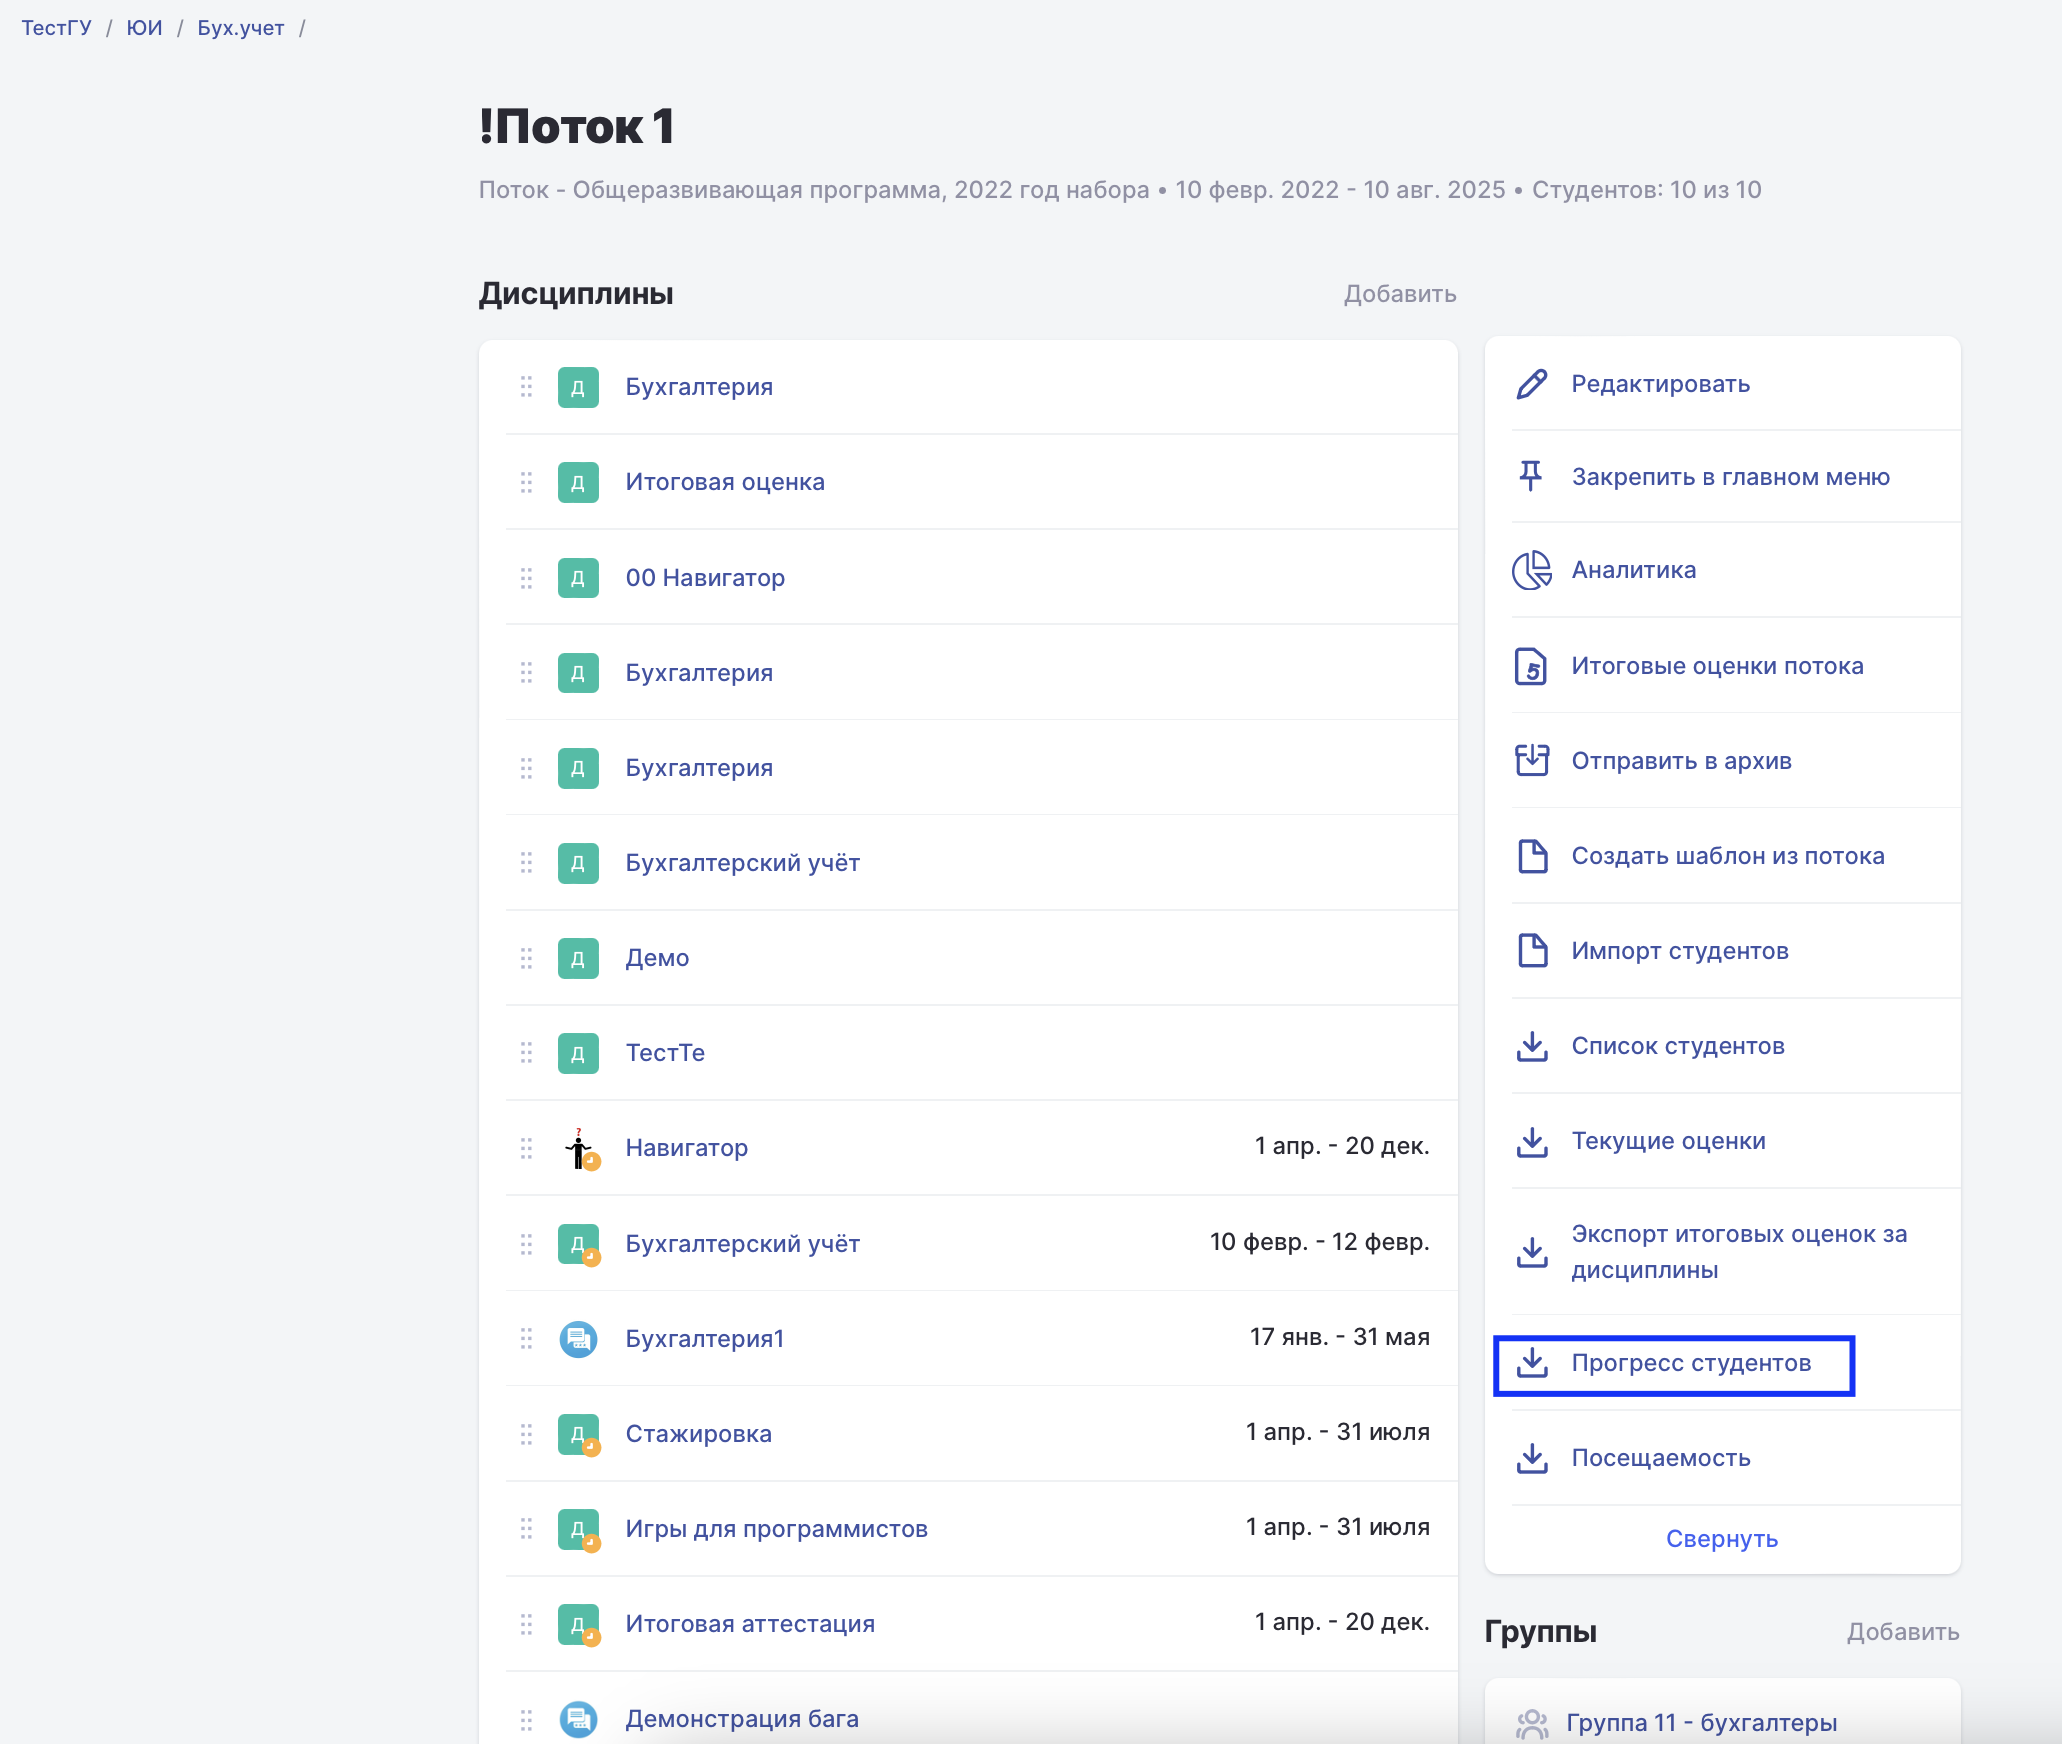 ТестГУ / ЮИ / Бух.учет /
!Поток 1
Поток - Общеразвивающая программа, 2022 год набора • 10 февр. 2022 - 10 авг. 2025 • Студентов: 10 из 10
Дисциплины
Добавить
Д Бухгалтерия
Д Итоговая оценка
Д 00 Навигатор
Д Бухгалтерия
Д Бухгалтерия
Д Бухгалтерский учёт
Д Демо
Д ТестТе
? Навигатор 1 апр. - 20 дек.
Д Бухгалтерский учёт 10 февр. - 12 февр.
Бухгалтерия1 17 янв. - 31 мая
Д Стажировка 1 апр. - 31 июля
Д Игры для программистов 1 апр. - 31 июля
Д Итоговая аттестация 1 апр. - 20 дек.
Демонстрация бага
Редактировать
Закрепить в главном меню
Аналитика
5 Итоговые оценки потока
Отправить в архив
Создать шаблон из потока
Импорт студентов
Список студентов
Текущие оценки
Экспорт итоговых оценок за
дисциплины
Прогресс студентов
Посещаемость
Свернуть
Группы
Добавить
Группа 11 - бухгалтеры